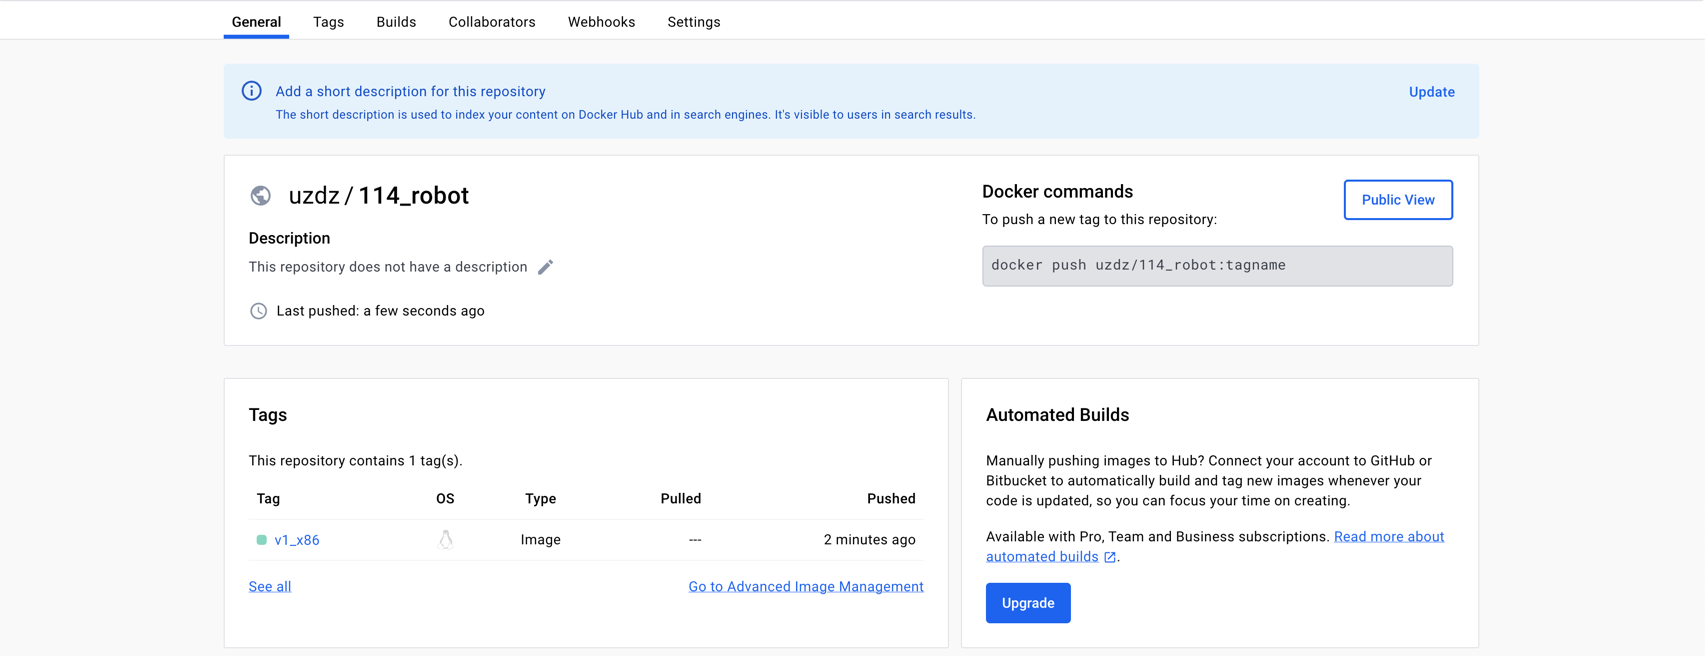 General Tags Builds Collaborators Webhooks Settings
Add a short description for this repository
Update
The short description is used to index your content on Docker Hub and in search engines. It's visible to users in search results.
uzdz / 114_robot
Description
This repository does not have a description
Last pushed: a few seconds ago
Docker commands
Public View
To push a new tag to this repository:
docker push uzdz/114_robot:tagname
Tags
This repository contains 1 tag(s).
Tag OS Type Pulled Pushed
v1_x86 Image --- 2 minutes ago
See all Go to Advanced Image Management
Automated Builds
Manually pushing images to Hub? Connect your account to GitHub or
Bitbucket to automatically build and tag new images whenever your
code is updated, so you can focus your time on creating.
Available with Pro, Team and Business subscriptions. Read more about
automated builds .
Upgrade